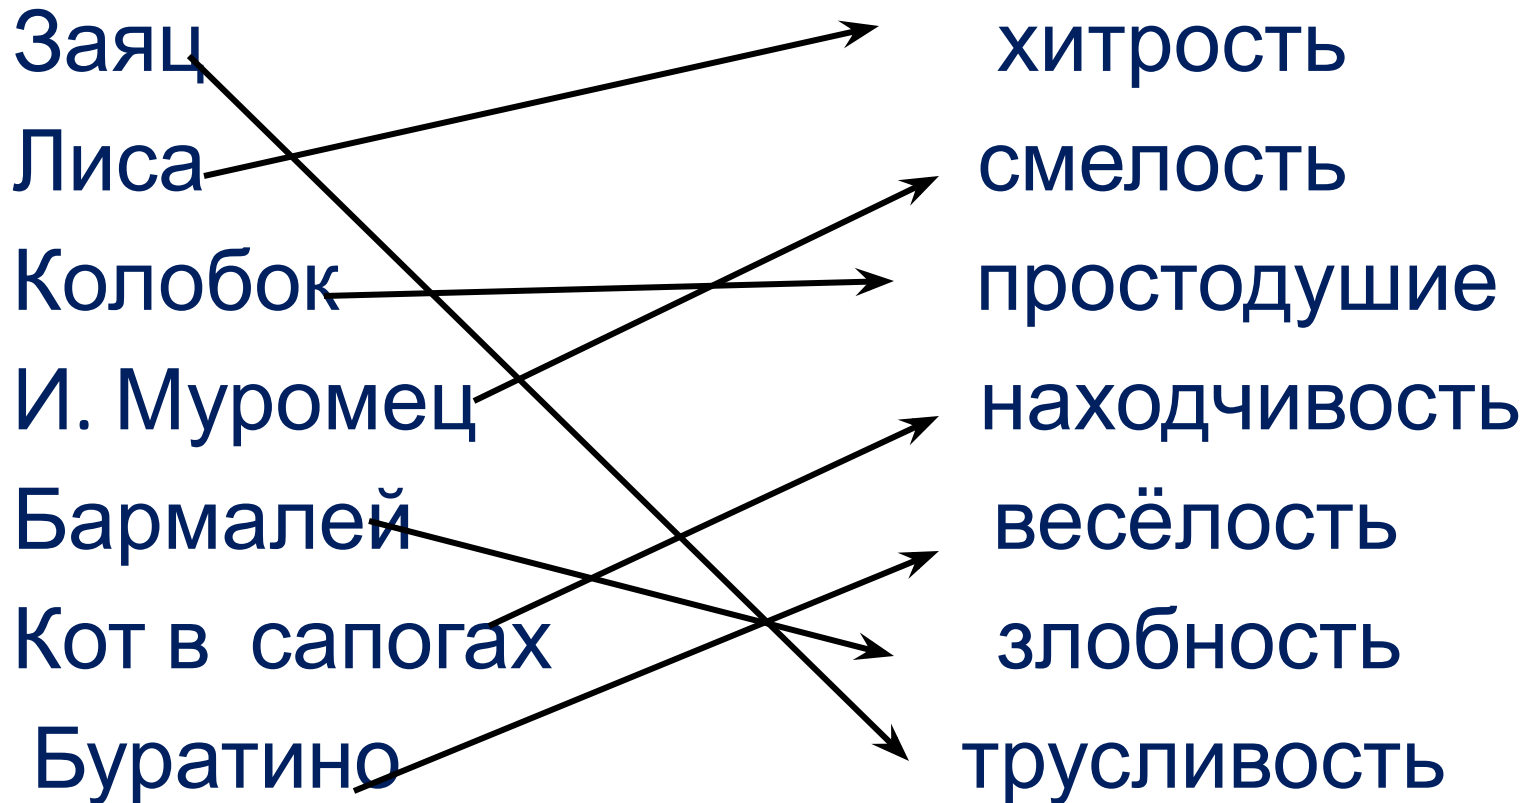 Заяц хитрость
Лиса смелость
Колобок простодушие
И. Муромец находчивость
Бармалей весёлость
Кот в сапогах злобность
Буратино трусливость